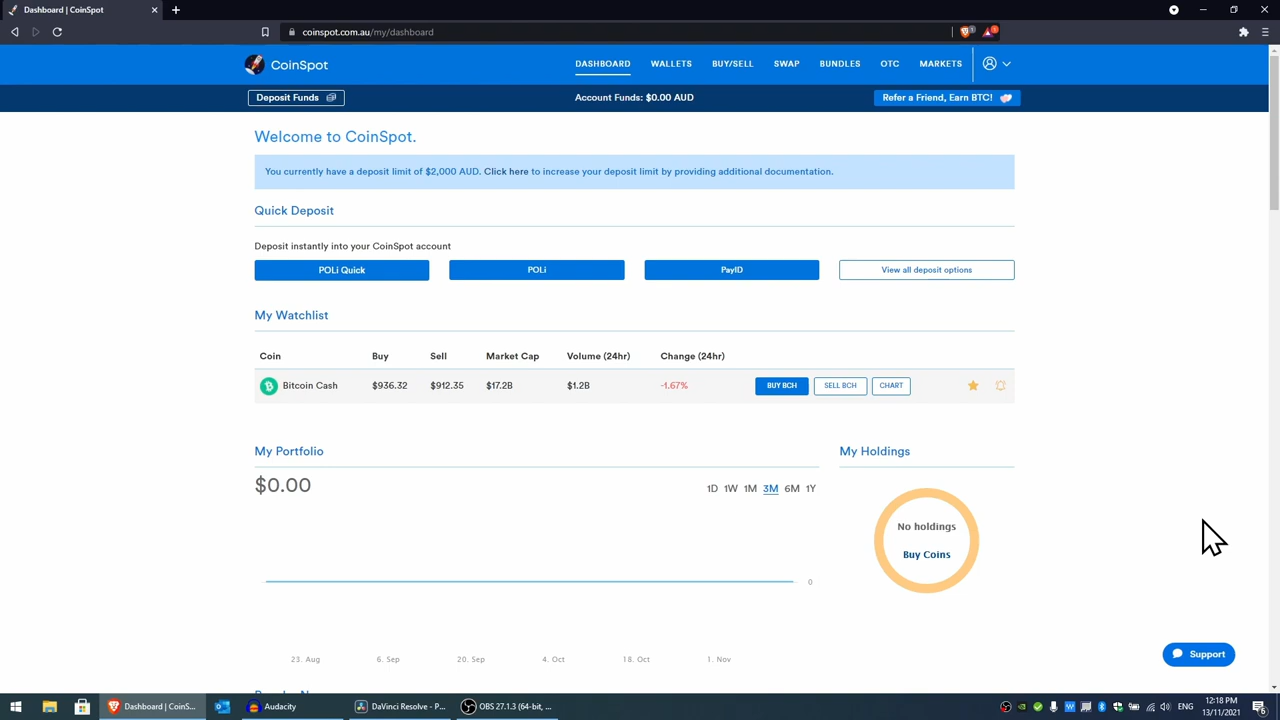 Dashboard | CoinSpot
coinspot.com.au/my/dashboard
1
1
CoinSpot
DASHBOARD
WALLETS
BUY/SELL
SWAP
BUNDLES
OTC
MARKETS
Deposit Funds
Account Funds: $0.00 AUD
Refer a Friend, Earn BTC!
Welcome to CoinSpot.
You currently have a deposit limit of $2,000 AUD. Click here to increase your deposit limit by providing additional documentation.
Quick Deposit
Deposit instantly into your CoinSpot account
POLi Quick
POLi
PayID
View all deposit options
My Watchlist
Coin Buy Sell Market Cap Volume (24hr) Change (24hr)
Bitcoin Cash $936.32 $912.35 $17.2B $1.2B -1.67% BUY BCH SELL BCH CHART
My Portfolio
My Holdings
$0.00
1D 1W 1M 3M 6M 1Y
No holdings
Buy Coins
0
23. Aug 6. Sep 20. Sep 4. Oct 18. Oct 1. Nov
Support
Dashboard | CoinS...
Audacity
DaVinci Resolve - P...
OBS 27.1.3 (64-bit, ...
ENG
12:18 PM
13/11/2021